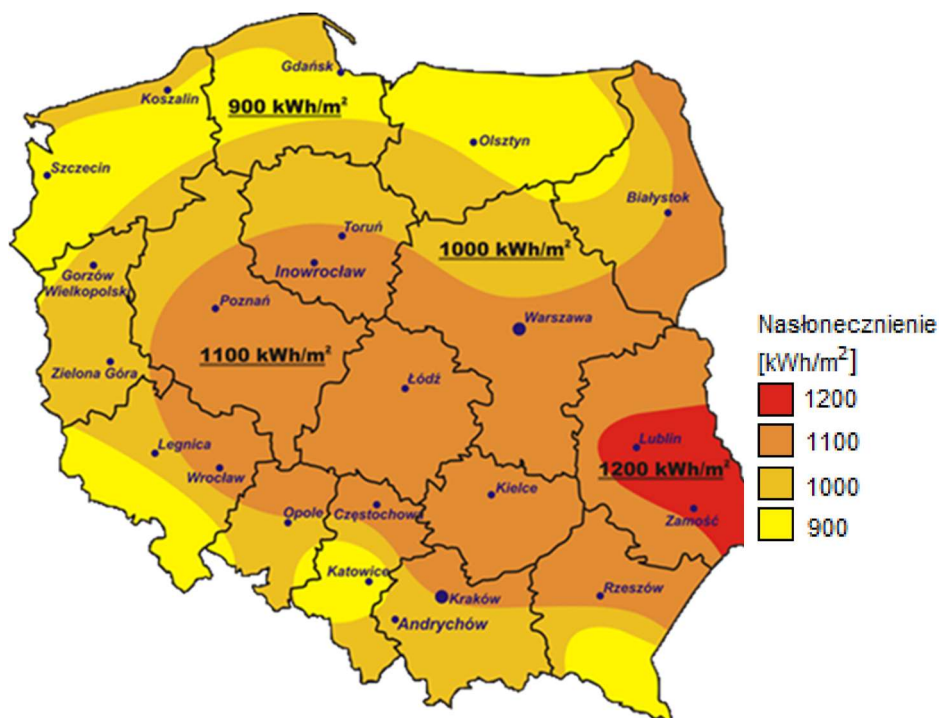 Gdańsk
Koszalin
900 kWh/m²
Olsztyn
Szczecin
Białystok
Toruń
1000 kWh/m²
Gorzów
Wielkopolski
Inowrocław
Poznań
Warszawa
Nasłonecznienie
[kWh/m²]
1100 kWh/m²
Zielona Góra
Łódź
1200
1100
1000
900
Legnica
Lublin
Wrocław
1200 kWh/m²
Kielce
Opole
Częstochowa
Zamość
Katowice
Kraków
Rzeszów
Andrychów